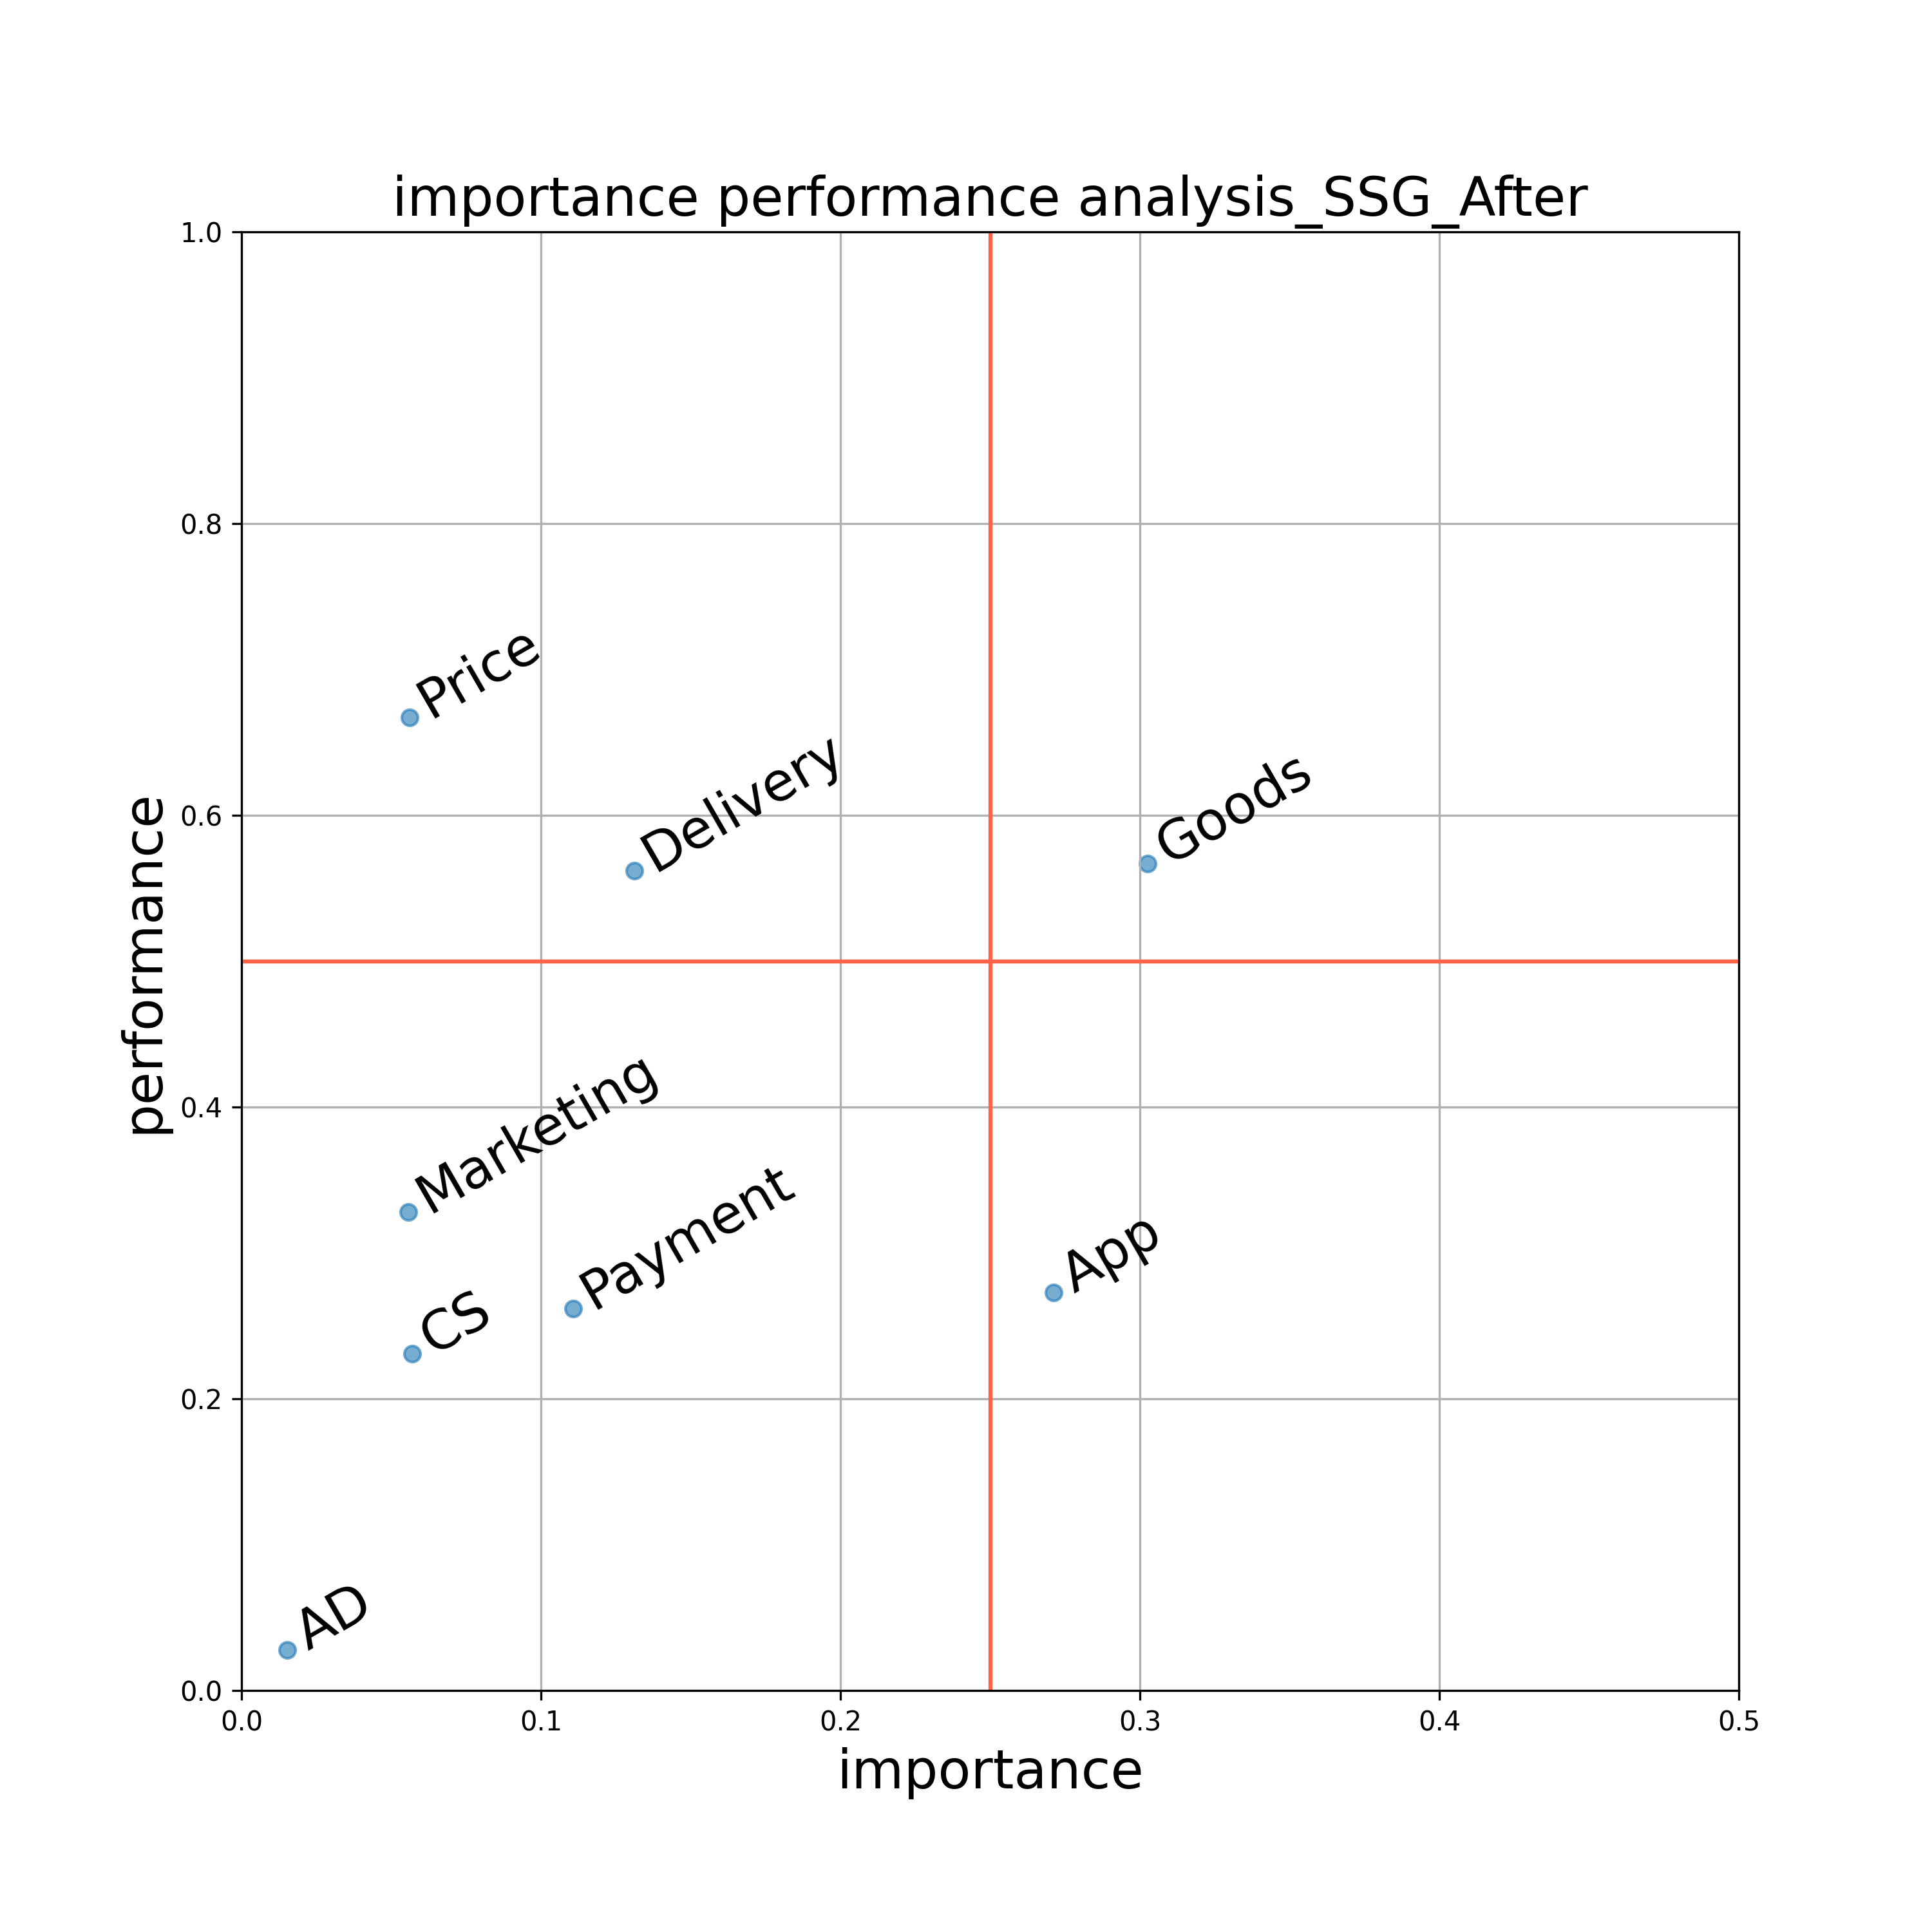 importance performance analysis_SSG_After
1.0
0.8
Price
Delivery
Goods
0.6
performance
Marketing
0.4
Payment
App
CS
0.2
AD
0.0
0.0 0.1 0.2 0.3 0.4 0.5
importance